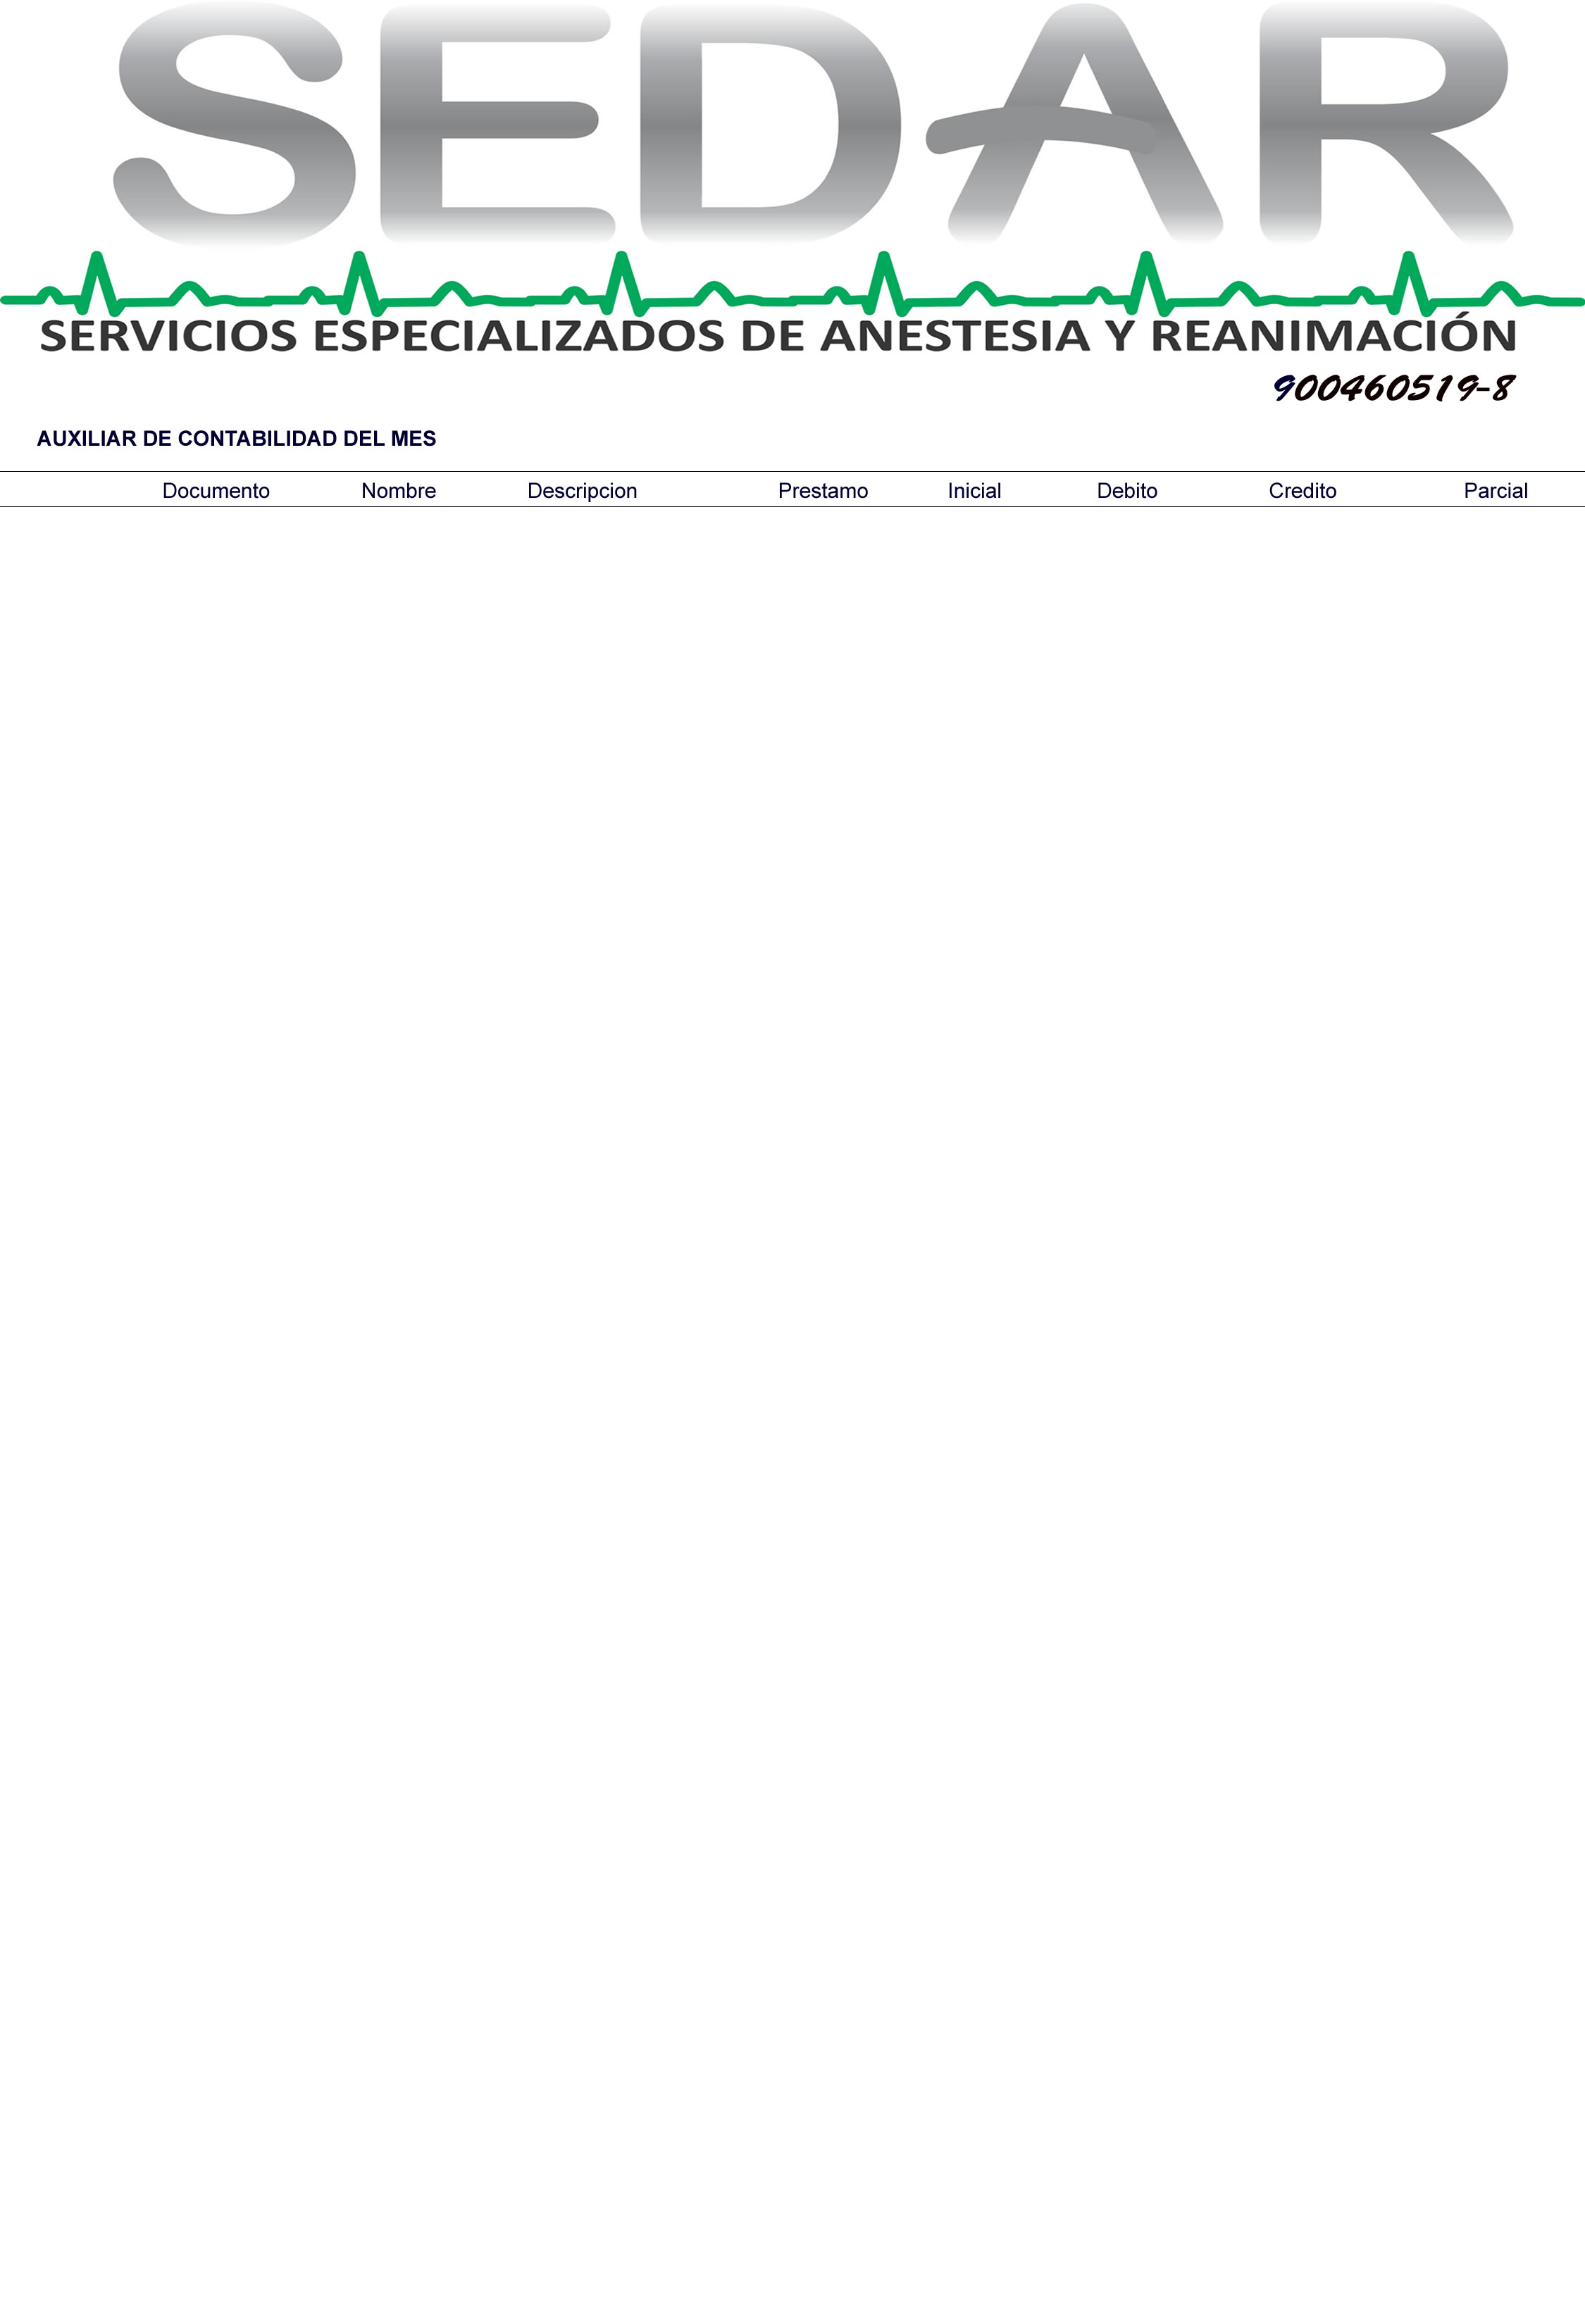 SEDAR
SERVICIOS ESPECIALIZADOS DE ANESTESIA Y REANIMACIÓN
900460519-8
AUXILIAR DE CONTABILIDAD DEL MES
Documento Nombre Descripcion Prestamo Inicial Debito Credito Parcial